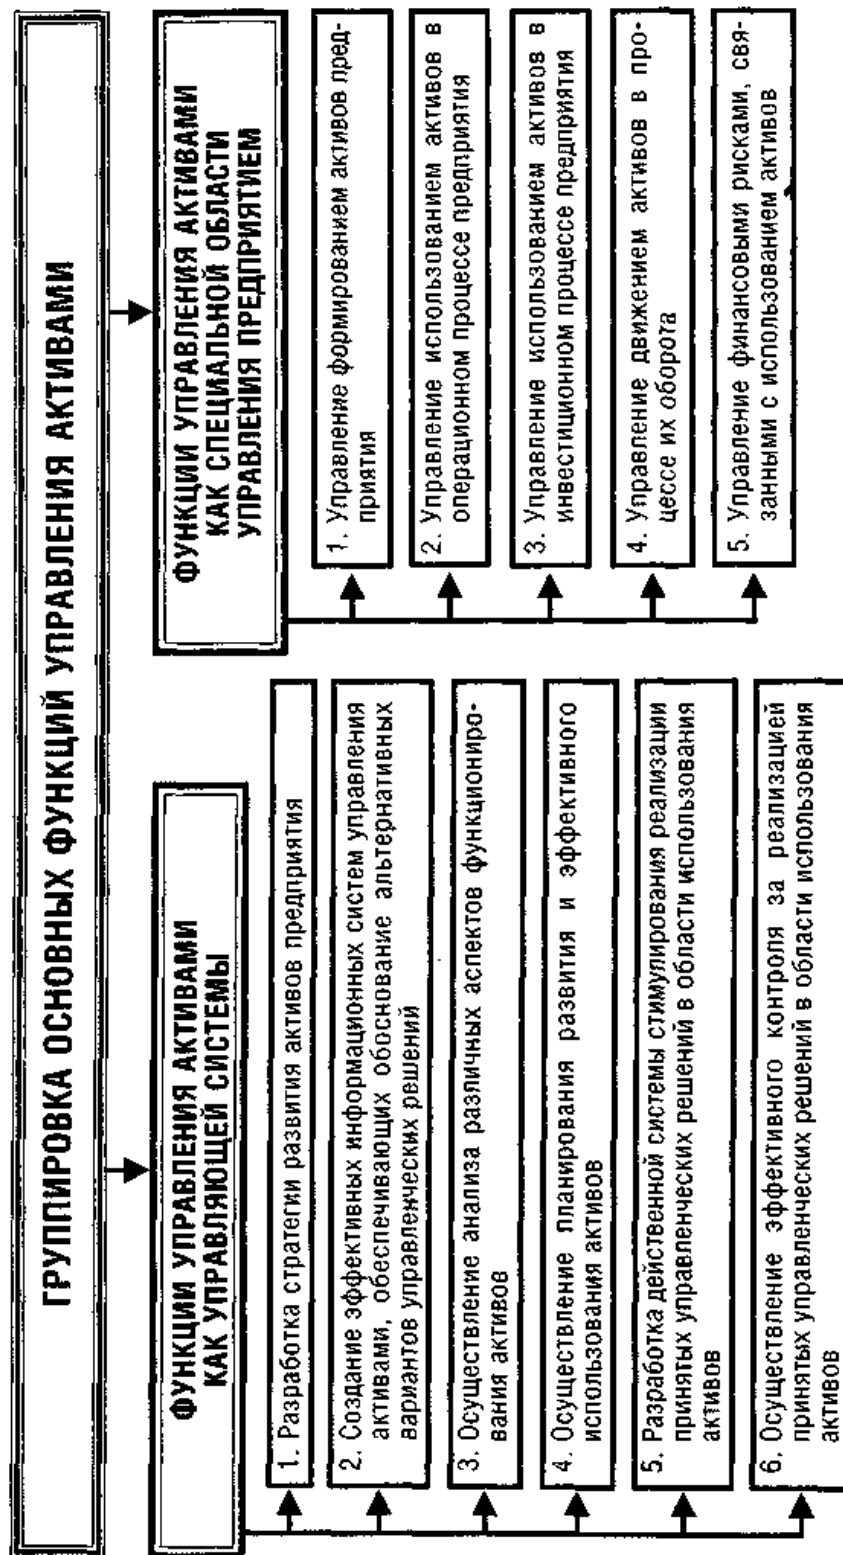 ГРУППИРОВКА ОСНОВНЫХ ФУНКЦИЙ УПРАВЛЕНИЯ АКТИВАМИ
ФУНКЦИИ УПРАВЛЕНИЯ АКТИВАМИ
КАК УПРАВЛЯЮЩЕЙ СИСТЕМЫ
1. Разработка стратегии развития активов предприятия
2. Создание эффективных информационных систем управления
активами, обеспечивающих обоснование альтернативных
вариантов управленческих решений
3. Осуществление анализа различных аспектов функциониро-
вания активов
4. Осуществление планирования развития и эффективного
использования активов
5. Разработка действенной системы стимулирования реализации
принятых управленческих решений в области использования
активов
6. Осуществление эффективного контроля за реализацией
принятых управленческих решений в области использования
активов
ФУНКЦИИ УПРАВЛЕНИЯ АКТИВАМИ
КАК СПЕЦИАЛЬНОЙ ОБЛАСТИ
УПРАВЛЕНИЯ ПРЕДПРИЯТИЕМ
1. Управление формированием активов пред-
приятия
2. Управление использованием активов в
операционном процессе предприятия
3. Управление использованием активов в
инвестиционном процессе предприятия
4. Управление движением активов в про-
цессе их оборота
5. Управление финансовыми рисками, свя-
занными с использованием активов